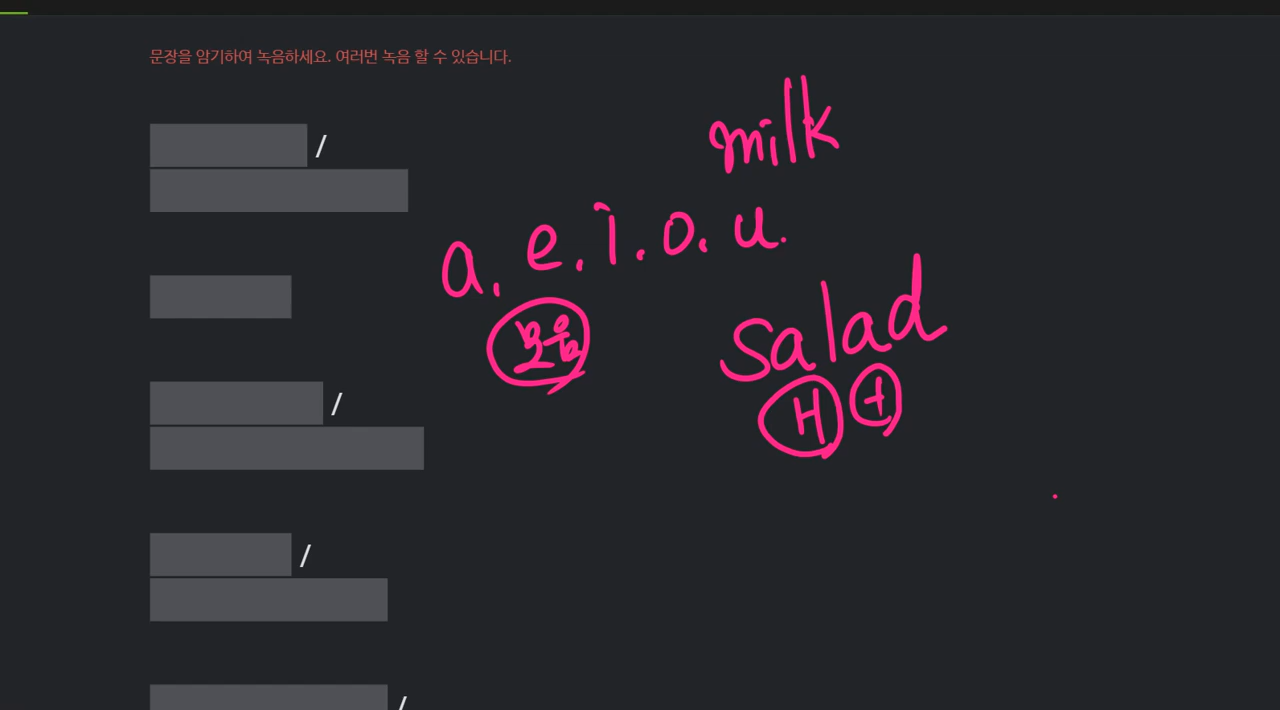 문장을 암기하여 녹음하세요. 여러번 녹음 할 수 있습니다.
/
milk
a. e. i. o. u.
모음
/
salad
H +
/
/